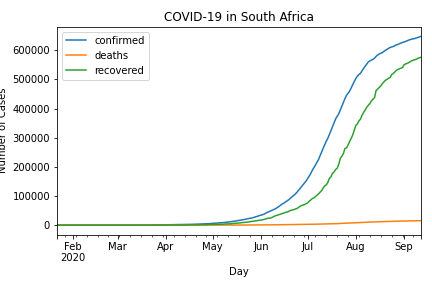 COVID-19 in South Africa
confirmed
deaths
recovered
600000
500000
400000
300000
200000
100000
0
Number of Cases
Feb Mar Apr May Jun Jul Aug Sep
2020
Day